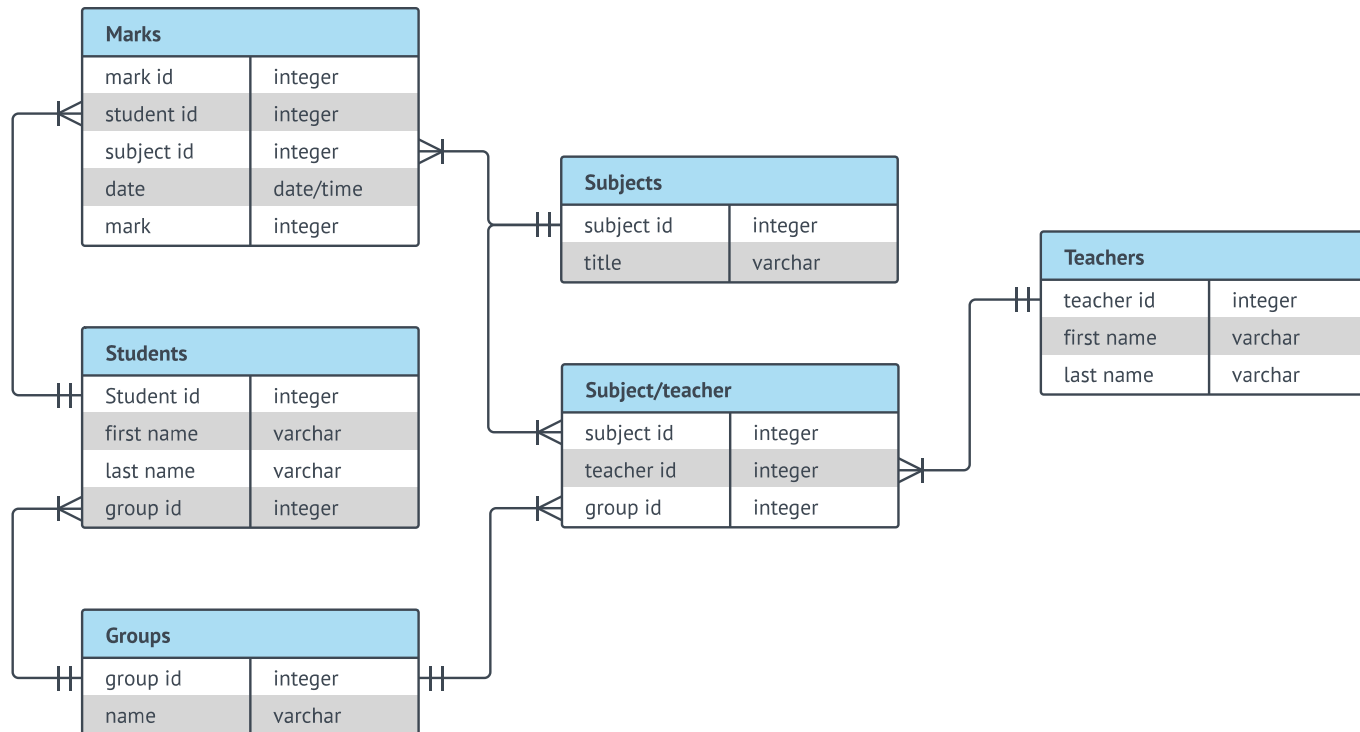 Marks
mark id integer
student id integer
subject id integer
date date/time
mark integer
Subjects
subject id integer
title varchar
Teachers
teacher id integer
first name varchar
last name varchar
Students
Student id integer
first name varchar
last name varchar
group id integer
Subject/teacher
subject id integer
teacher id integer
group id integer
Groups
group id integer
name varchar